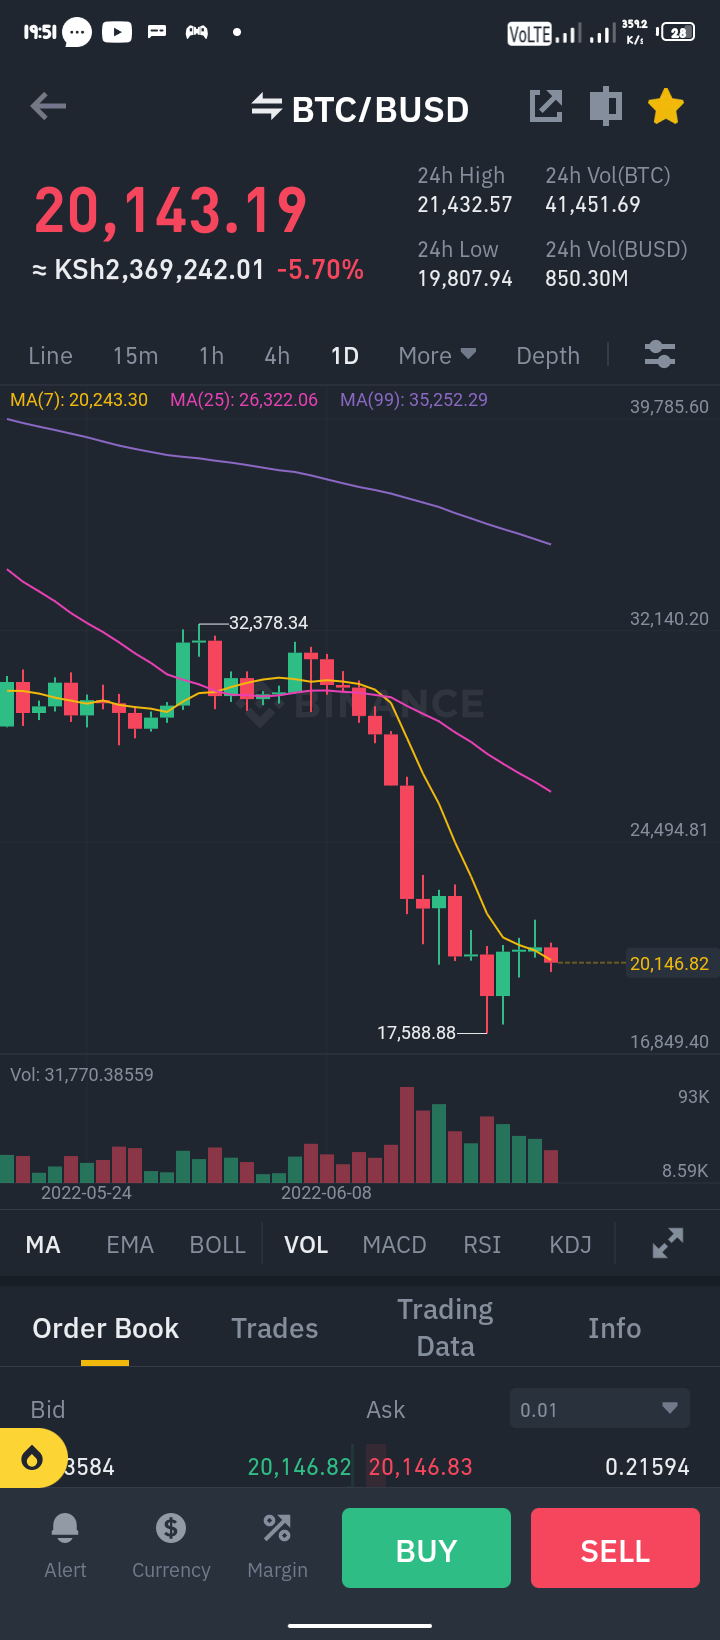 19:51
VoLTE
359.2
K/s
28
BTC/BUSD
20,143.19
≈ KSh2,369,242.01 -5.70%
24h High
21,432.57
24h Vol(BTC)
41,451.69
24h Low
19,807.94
24h Vol(BUSD)
850.30M
Line 15m 1h 4h 1D More Depth
MA(7): 20,243.30 MA(25): 26,322.06 MA(99): 35,252.29
39,785.60
32,378.34
32,140.20
BINANCE
24,494.81
20,146.82
17,588.88
16,849.40
Vol: 31,770.38559
93K
8.59K
2022-05-24 2022-06-08
MA EMA BOLL VOL MACD RSI KDJ
Order Book Trades Trading Data Info
Bid Ask 0.01
3584 20,146.82 20,146.83 0.21594
Alert Currency Margin BUY SELL